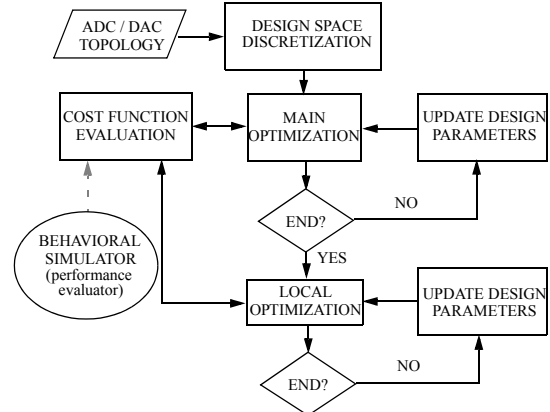 ADC / DAC
TOPOLOGY
DESIGN SPACE
DISCRETIZATION
COST FUNCTION
EVALUATION
MAIN
OPTIMIZATION
UPDATE DESIGN
PARAMETERS
END?
NO
YES
BEHAVIORAL
SIMULATOR
(performance
evaluator)
LOCAL
OPTIMIZATION
UPDATE DESIGN
PARAMETERS
END?
NO